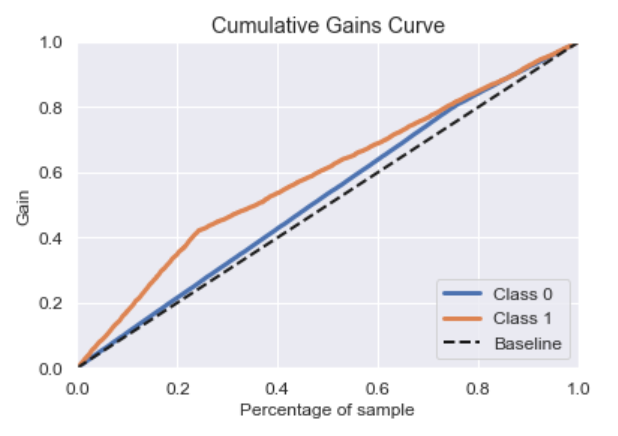 Cumulative Gains Curve
1.0
0.8
0.6
0.4
0.2
0.0
Gain
0.0 0.2 0.4 0.6 0.8 1.0
Percentage of sample
Class 0
Class 1
Baseline